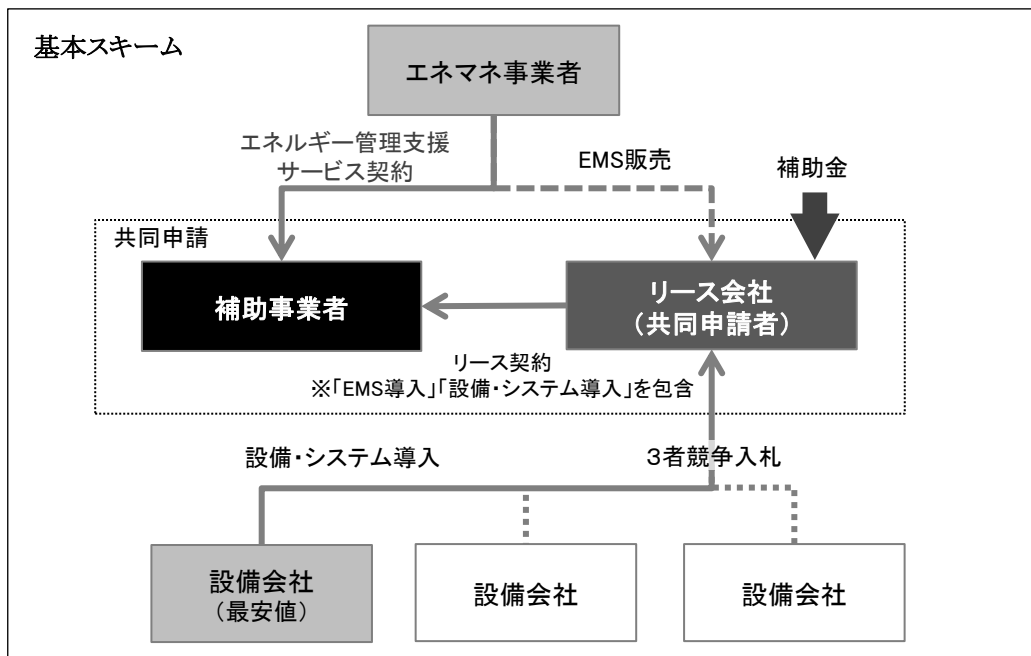 基本スキーム
エネマネ事業者
エネルギー管理支援
サービス契約
EMS販売
補助金
共同申請
補助事業者
リース会社
（共同申請者）
リース契約
※「EMS導入」「設備・システム導入」を包含
設備・システム導入
３者競争入札
設備会社
（最安値）
設備会社
設備会社